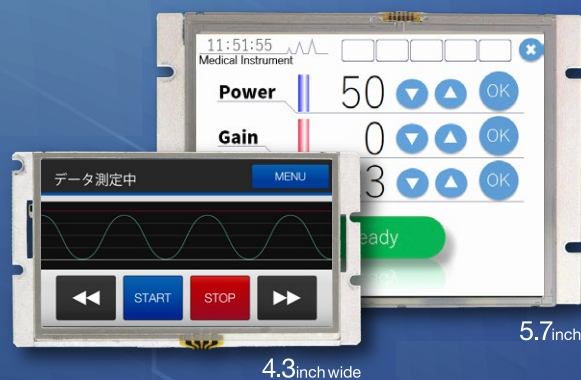 11:51:55
Medical Instrument
Power 50 OK
Gain 0 OK
3 OK
eady
データ測定中 MENU
START STOP
5.7inch
4.3inch wide